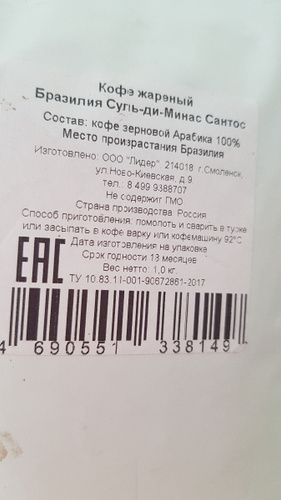 Кофе жареный
Бразилия Суль-ди-Минас Сантос
Состав: кофе зерновой Арабика 100%
Место произрастания Бразилия
Изготовлено: ООО "Лидер" 214018 г.Смоленск,
ул.Ново-Киевская, д.9
тел.: 8 499 9388707
Не содержит ГМО
Страна производства: Россия
Способ приготовления: помолоть и сварить в турке
или засыпать в кофе варку или кофемашину 92°С
Дата изготовления на упаковке
Срок годности 18 месяцев
Вес нетто: 1,0 кг.
ТУ 10.83.11-001-90672861-2017
EAC
4 690551 338149